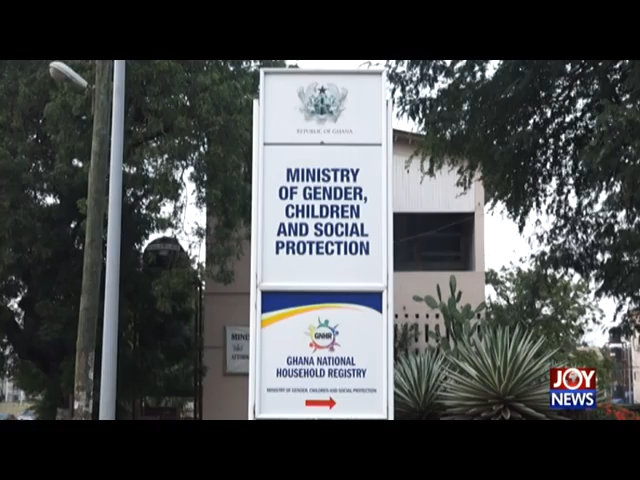 REPUBLIC OF GHANA
MINISTRY
OF GENDER,
CHILDREN
AND SOCIAL
PROTECTION
GNHR
GHANA NATIONAL
HOUSEHOLD REGISTRY
MINISTRY OF GENDER, CHILDREN AND SOCIAL PROTECTION
JOY
NEWS